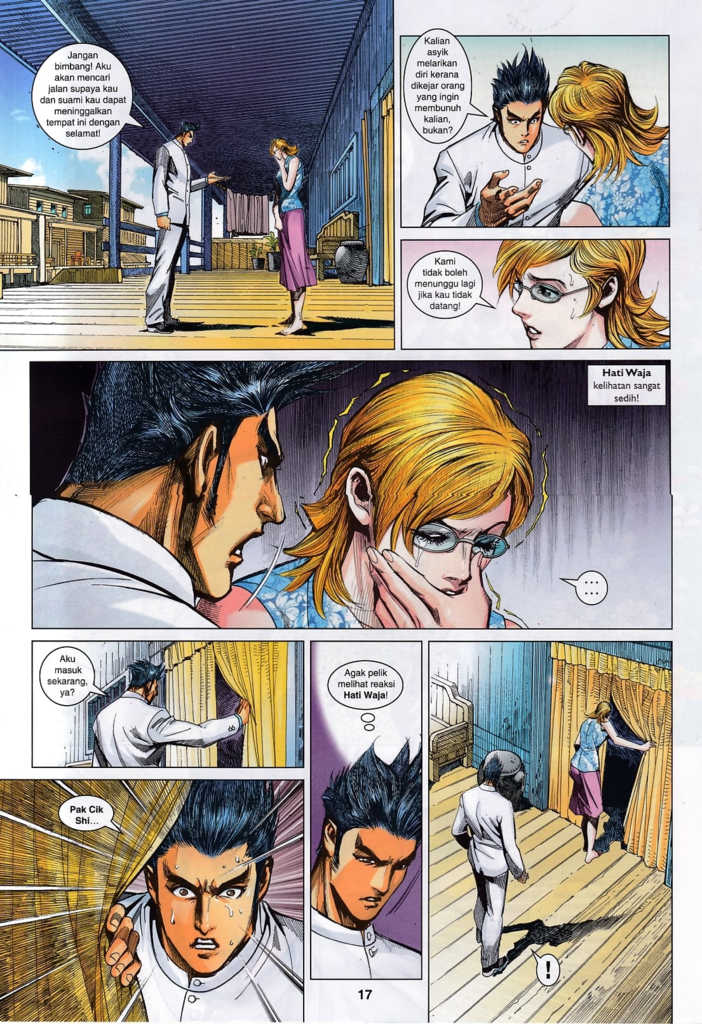 Jangan
bimbang! Aku
akan mencari
jalan supaya kau
dan suami kau dapat
meninggalkan
tempat ini dengan
selamat!
Kalian
asyik
melarikan
diri kerana
dikejar orang
yang ingin
membunuh
kalian,
bukan?
Kami
tidak boleh
menunggu lagi
jika kau tidak
datang!
Hati Waja
kelihatan sangat
sedih!
...
...
Aku
masuk
sekarang,
ya?
Agak pelik
melihat reaksi
Hati Waja!
!
Pak Cik
Shi...
17